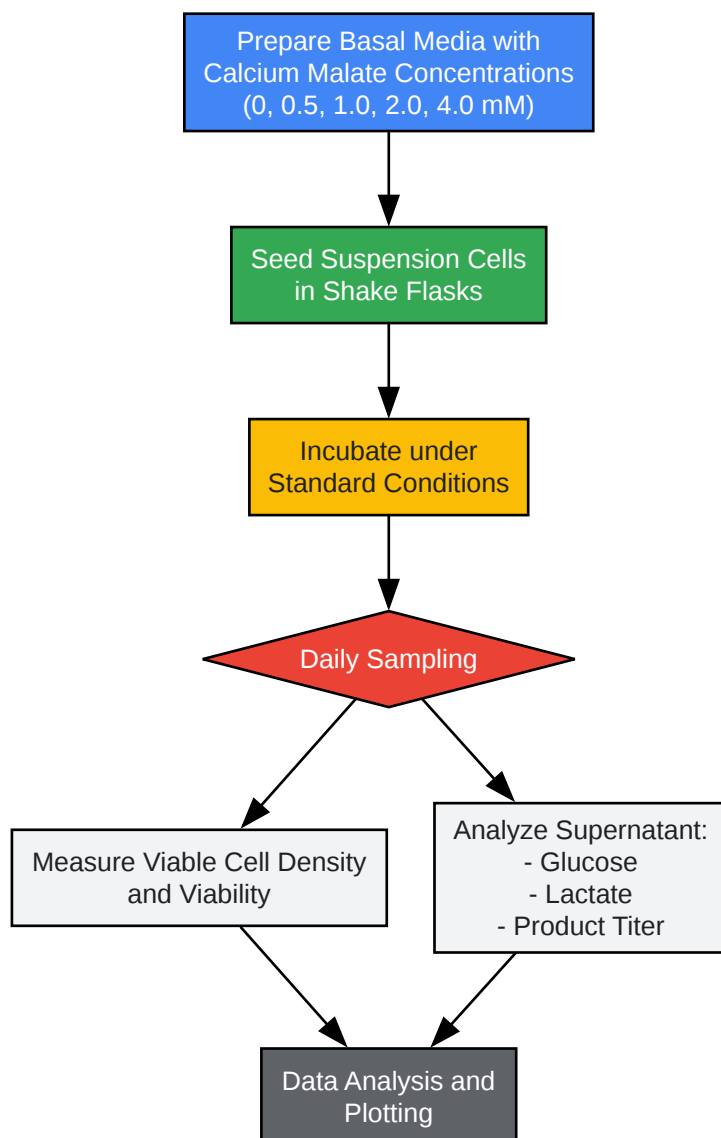 Prepare Basal Media with
Calcium Malate Concentrations
(0, 0.5, 1.0, 2.0, 4.0 mM)
Seed Suspension Cells
in Shake Flasks
Incubate under
Standard Conditions
Daily Sampling
Measure Viable Cell Density
and Viability
Analyze Supernatant:
- Glucose
- Lactate
- Product Titer
Data Analysis and
Plotting